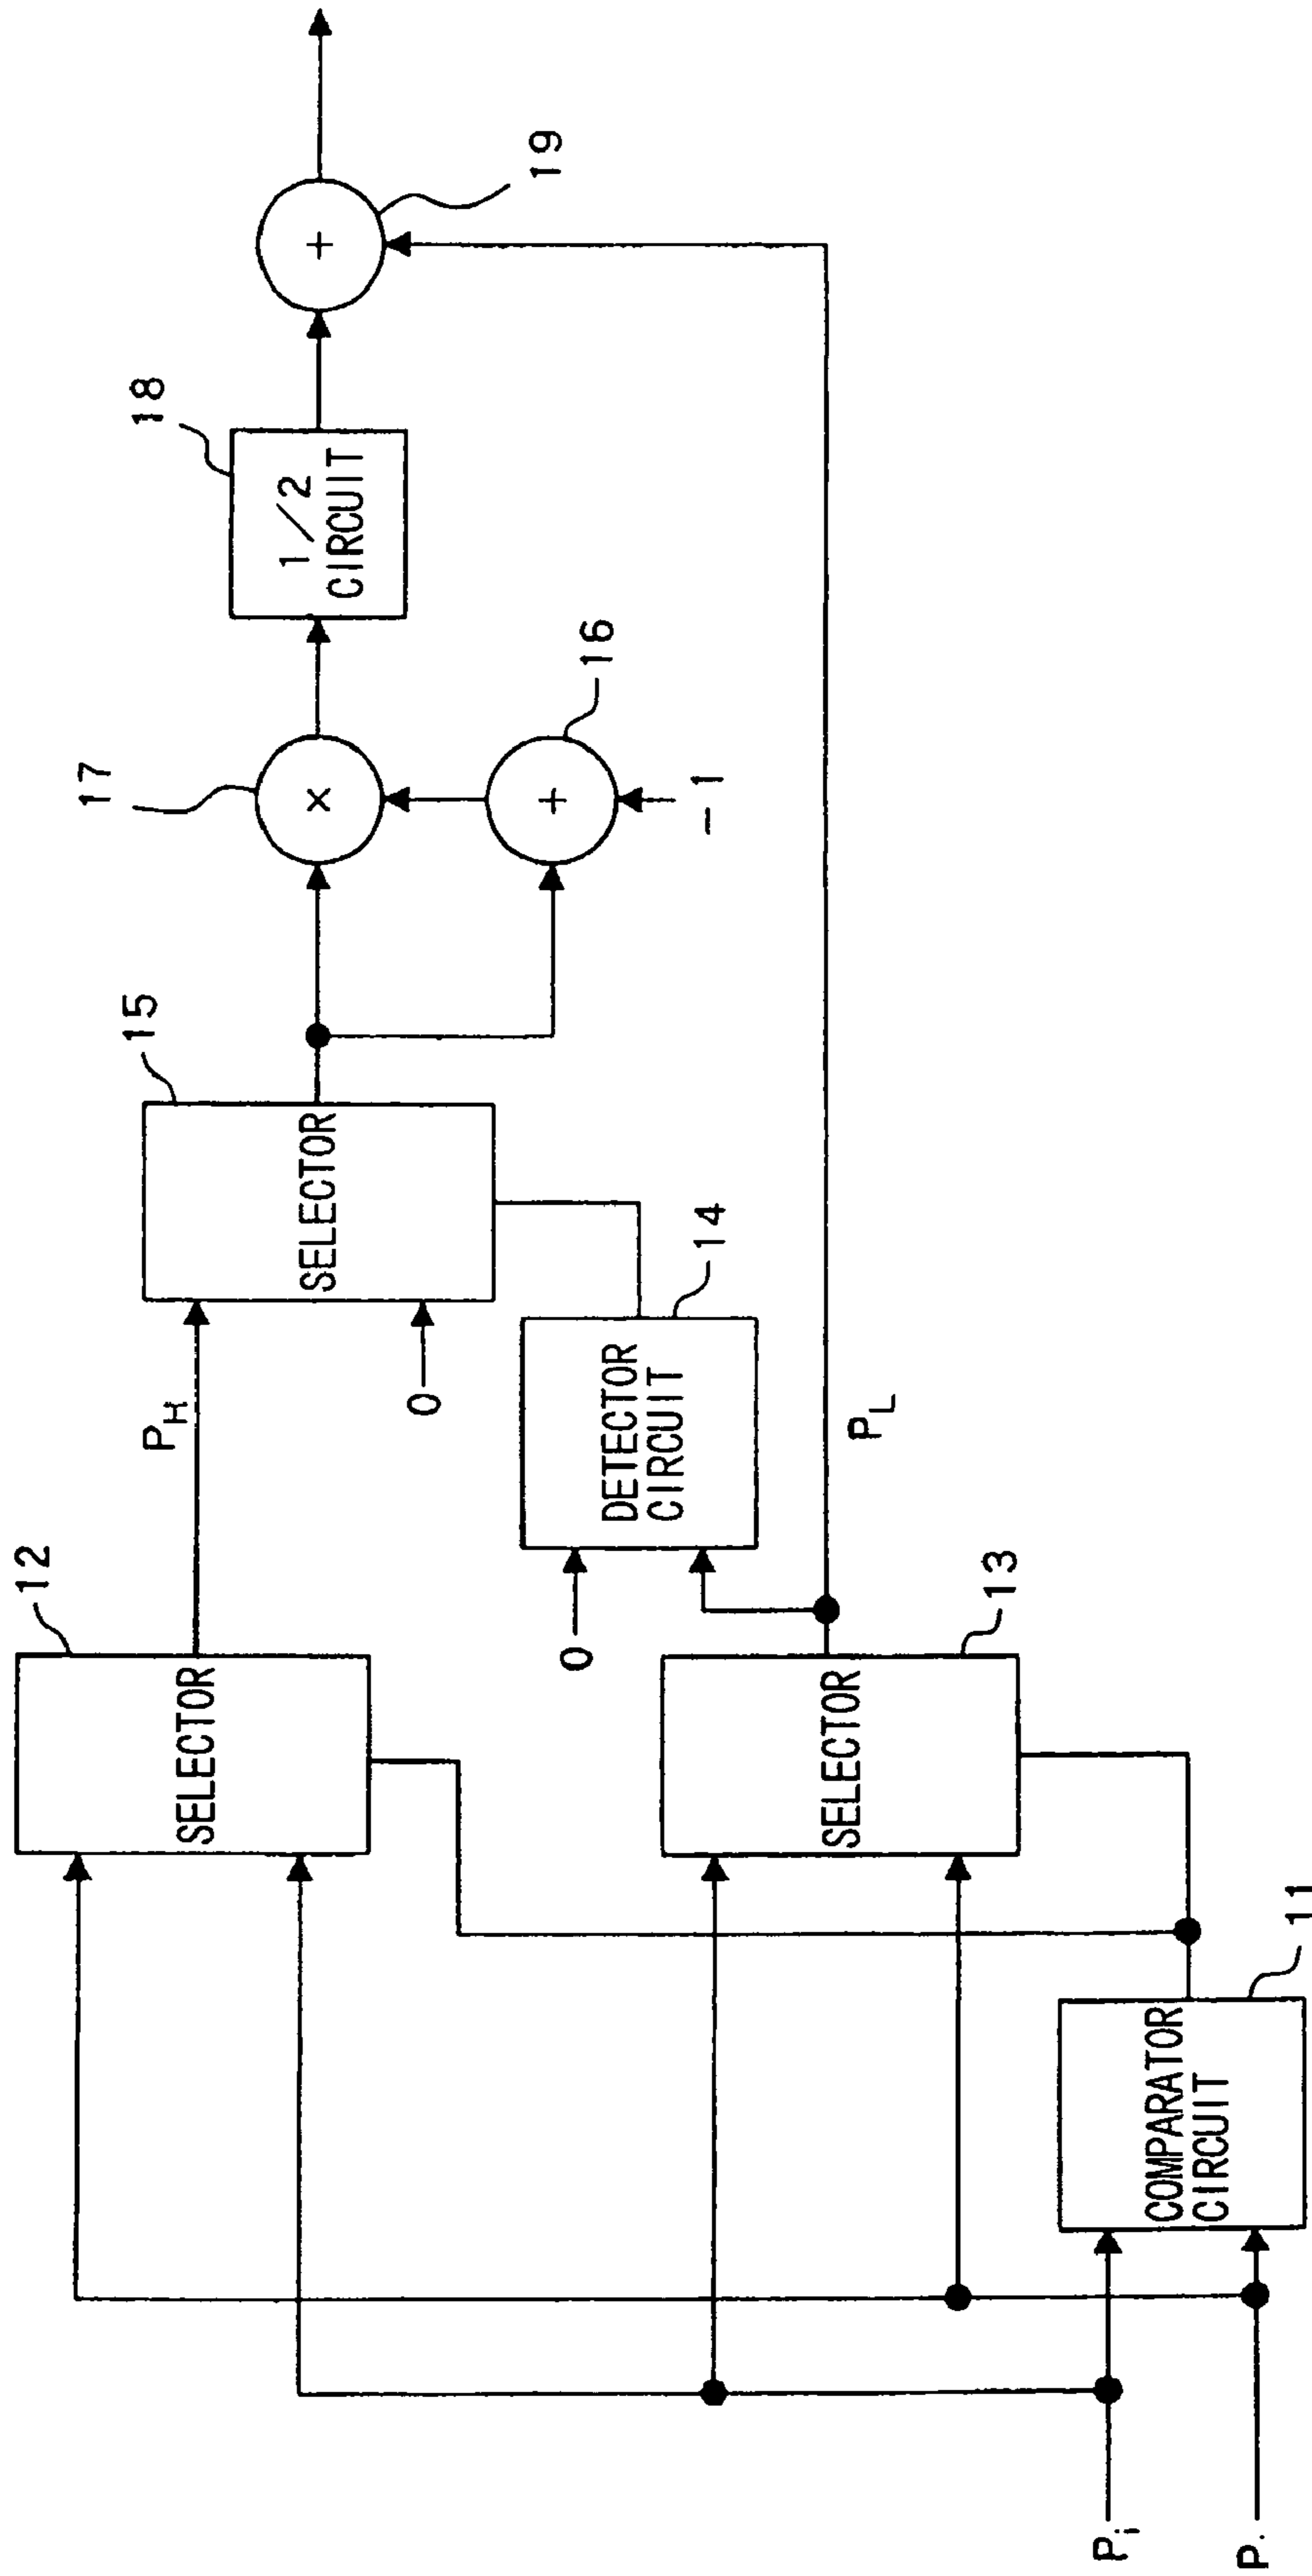 12
SELECTOR
P_H
15
SELECTOR
0
17
×
18
1/2
CIRCUIT
+
19
+
16
-1
0
DETECTOR
CIRCUIT
14
SELECTOR
13
P_L
P_i
COMPARATOR
CIRCUIT
11